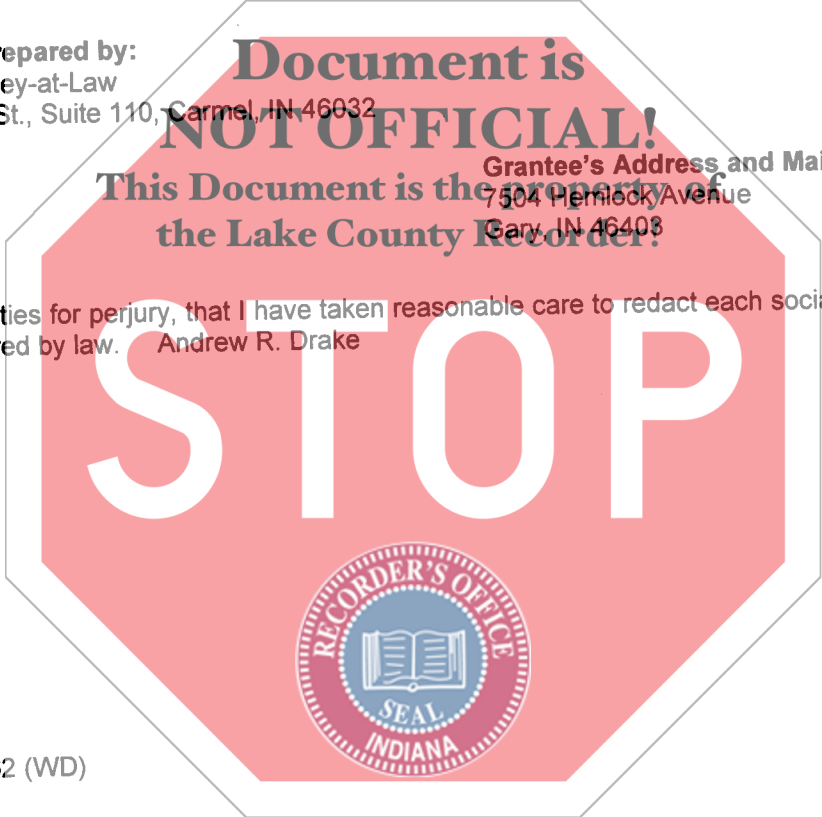 epared by:
ey-at-Law
St., Suite 110, Carmel, IN 46032
Document is
NOT OFFICIAL!
Grantee's Address and Mai
This Document is the property of
7504 Hemlock Avenue
the Lake County Recorder!
Gary, IN 46403
ties for perjury, that I have taken reasonable care to redact each socia
ed by law. Andrew R. Drake
STOP
RECORDER'S OFFICE
SEAL
INDIANA
2 (WD)